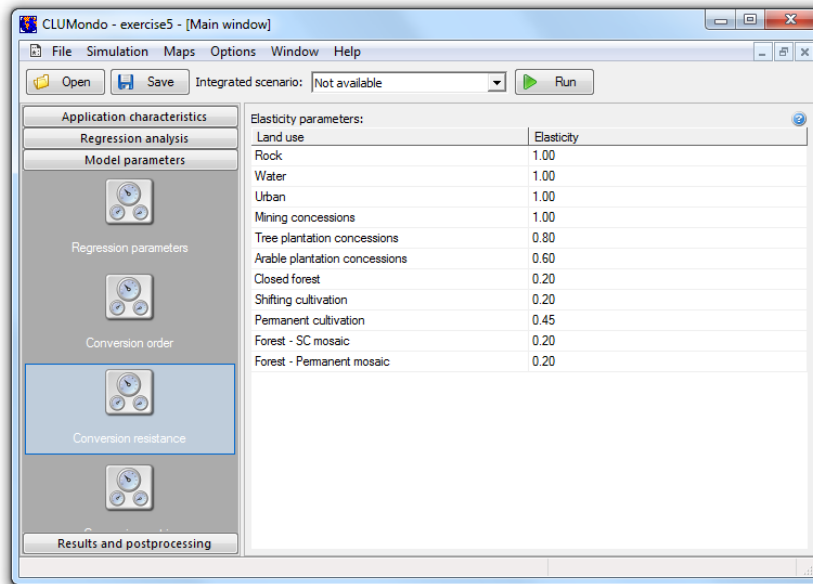 CLUMondo - exercise5 - [Main window]
File Simulation Maps Options Window Help
Open Save Integrated scenario: Not available Run
Application characteristics
Regression analysis
Model parameters
Regression parameters
Conversion order
Conversion resistance
Results and postprocessing
Elasticity parameters:
Land use Elasticity
Rock 1.00
Water 1.00
Urban 1.00
Mining concessions 1.00
Tree plantation concessions 0.80
Arable plantation concessions 0.60
Closed forest 0.20
Shifting cultivation 0.20
Permanent cultivation 0.45
Forest - SC mosaic 0.20
Forest - Permanent mosaic 0.20